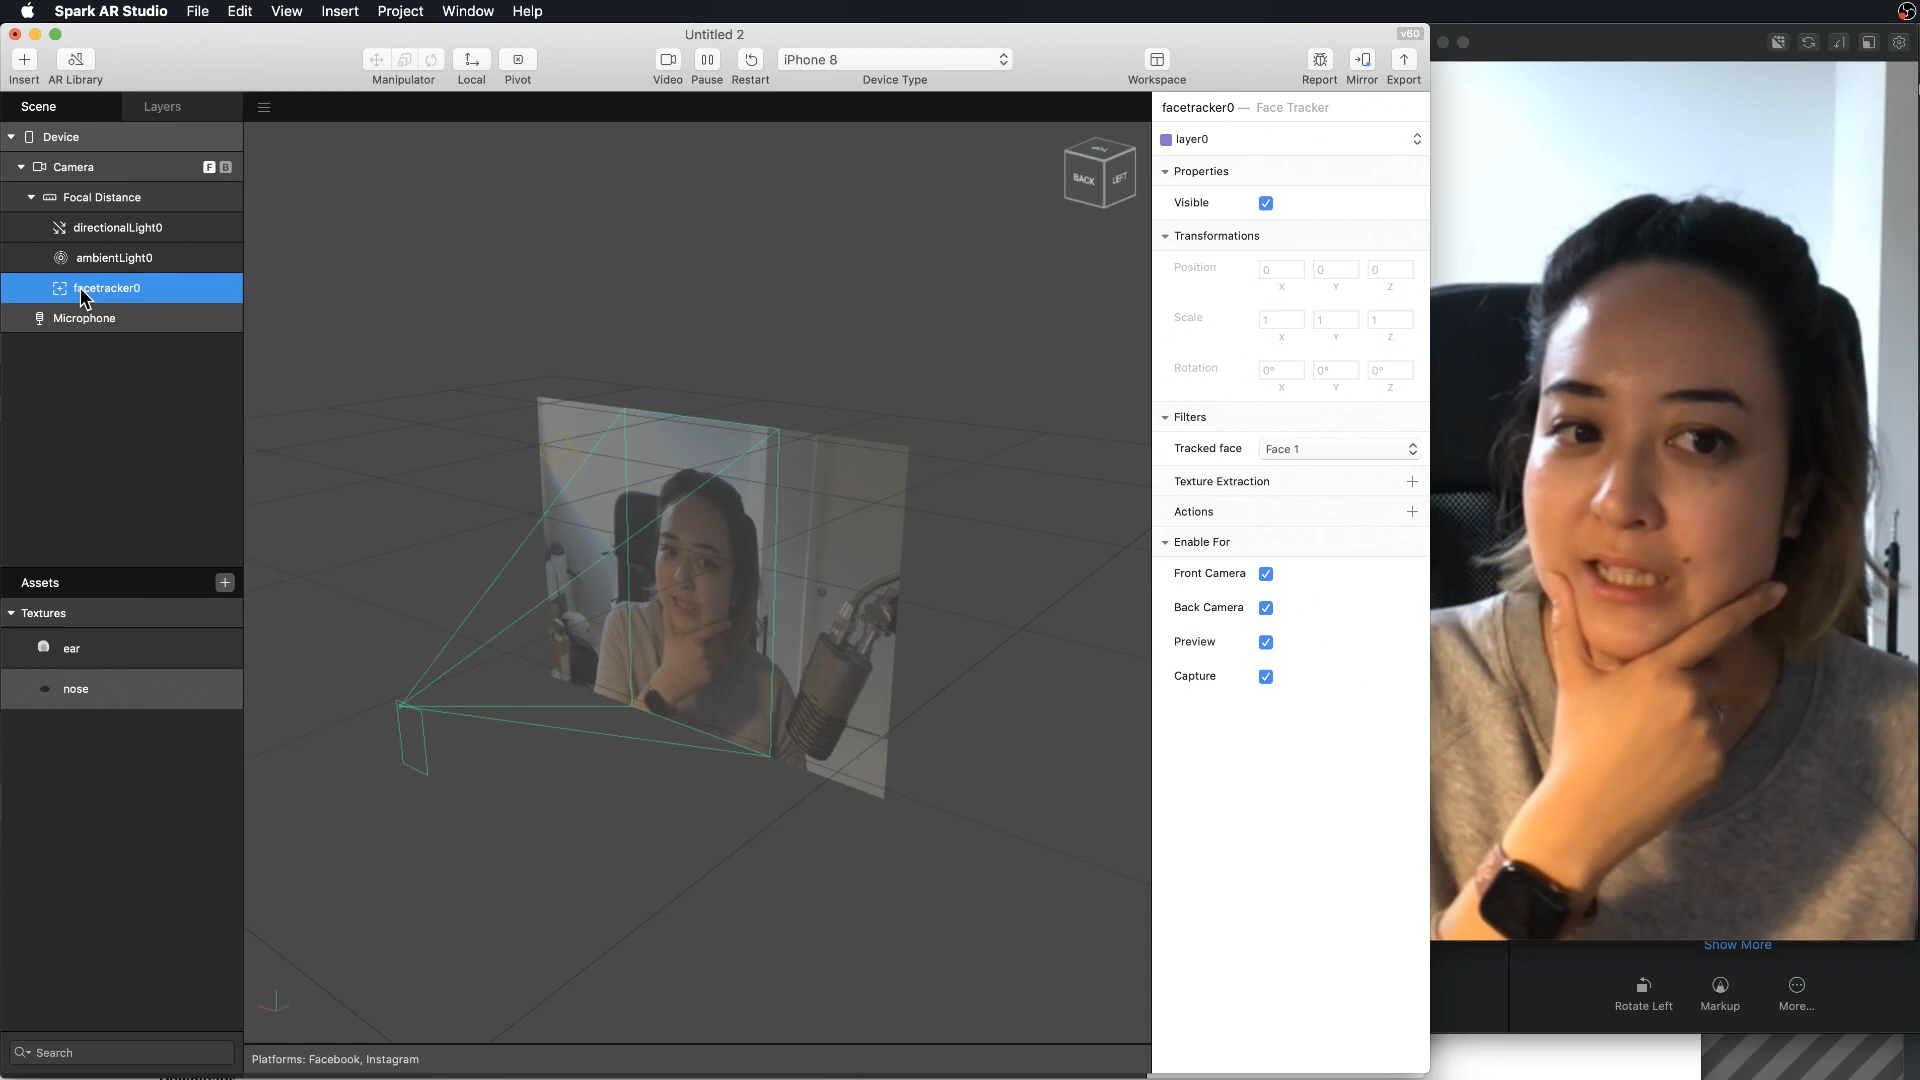 Spark AR Studio File Edit View Insert Project Window Help
Untitled 2
v60
Insert AR Library Manipulator Local Pivot Video Pause Restart iPhone 8 Device Type Workspace Report Mirror Export
Scene Layers
Device
Camera F B
Focal Distance
directionalLight0
ambientLight0
facetracker0
Microphone
Assets
Textures
ear
nose
Search
TOP
BACK LEFT
Platforms: Facebook, Instagram
facetracker0 — Face Tracker
layer0
Properties
Visible
Transformations
Position 0 0 0
X Y Z
Scale 1 1 1
X Y Z
Rotation 0° 0° 0°
X Y Z
Filters
Tracked face Face 1
Texture Extraction
Actions
Enable For
Front Camera
Back Camera
Preview
Capture
Show More
Rotate Left Markup More...